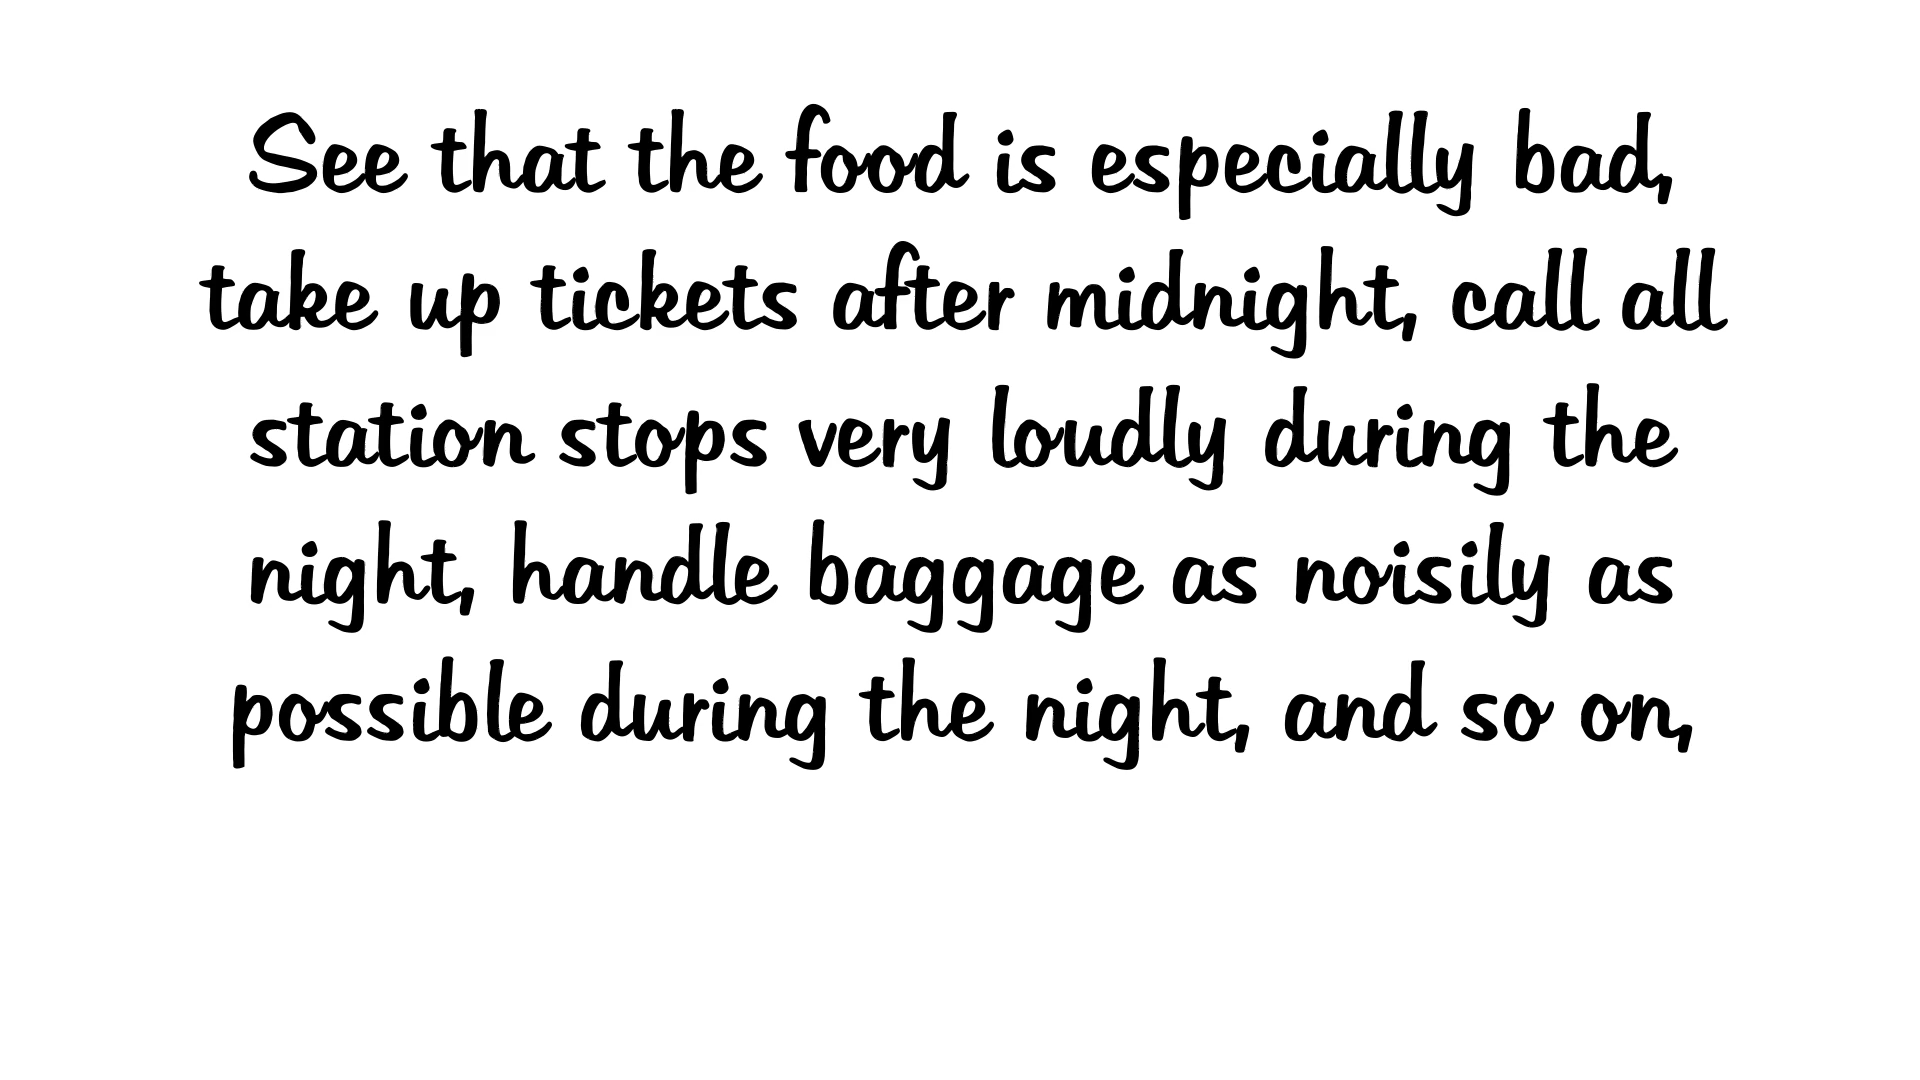 See that the food is especially bad,
take up tickets after midnight, call all
station stops very loudly during the
night, handle baggage as noisily as
possible during the night, and so on,